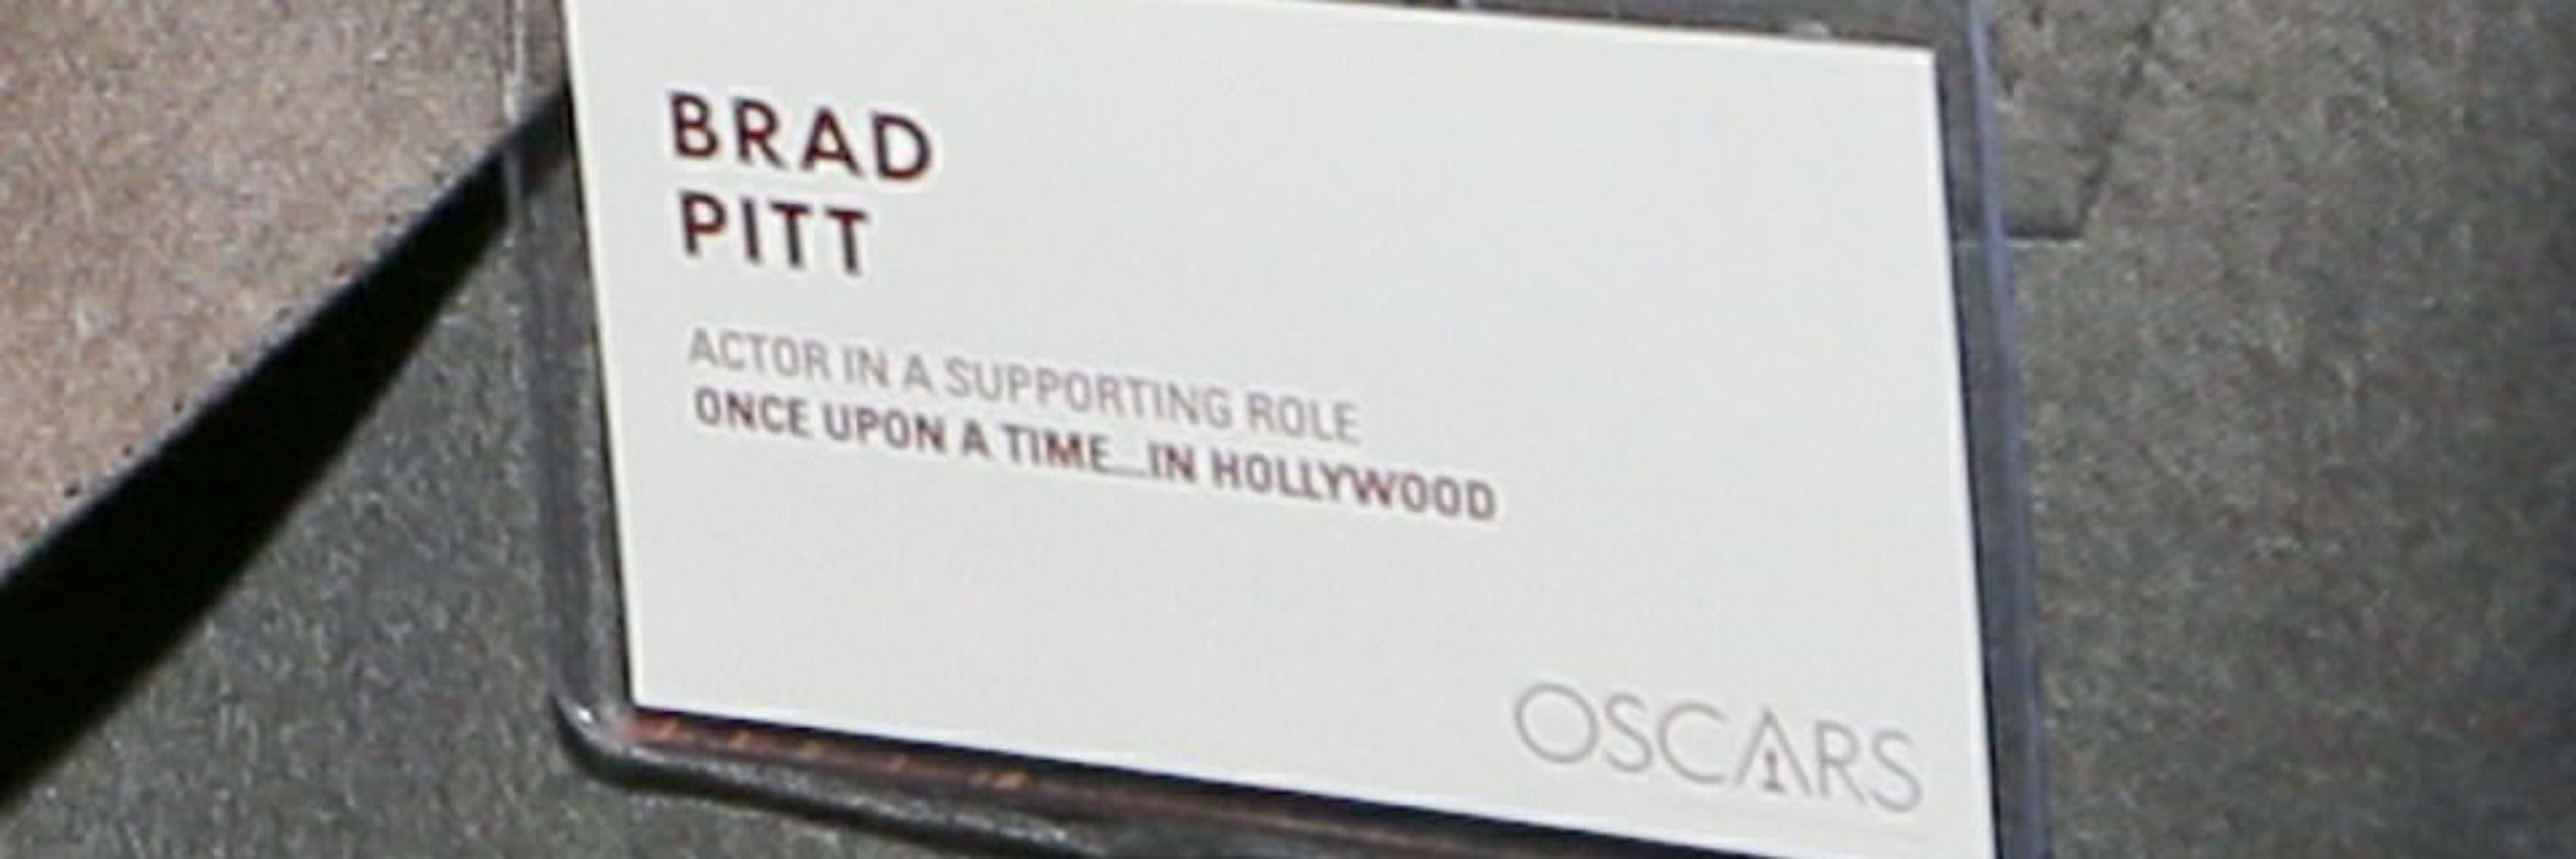 BRAD
PITT
ACTOR IN A SUPPORTING ROLE
ONCE UPON A TIME...IN HOLLYWOOD
OSCARS